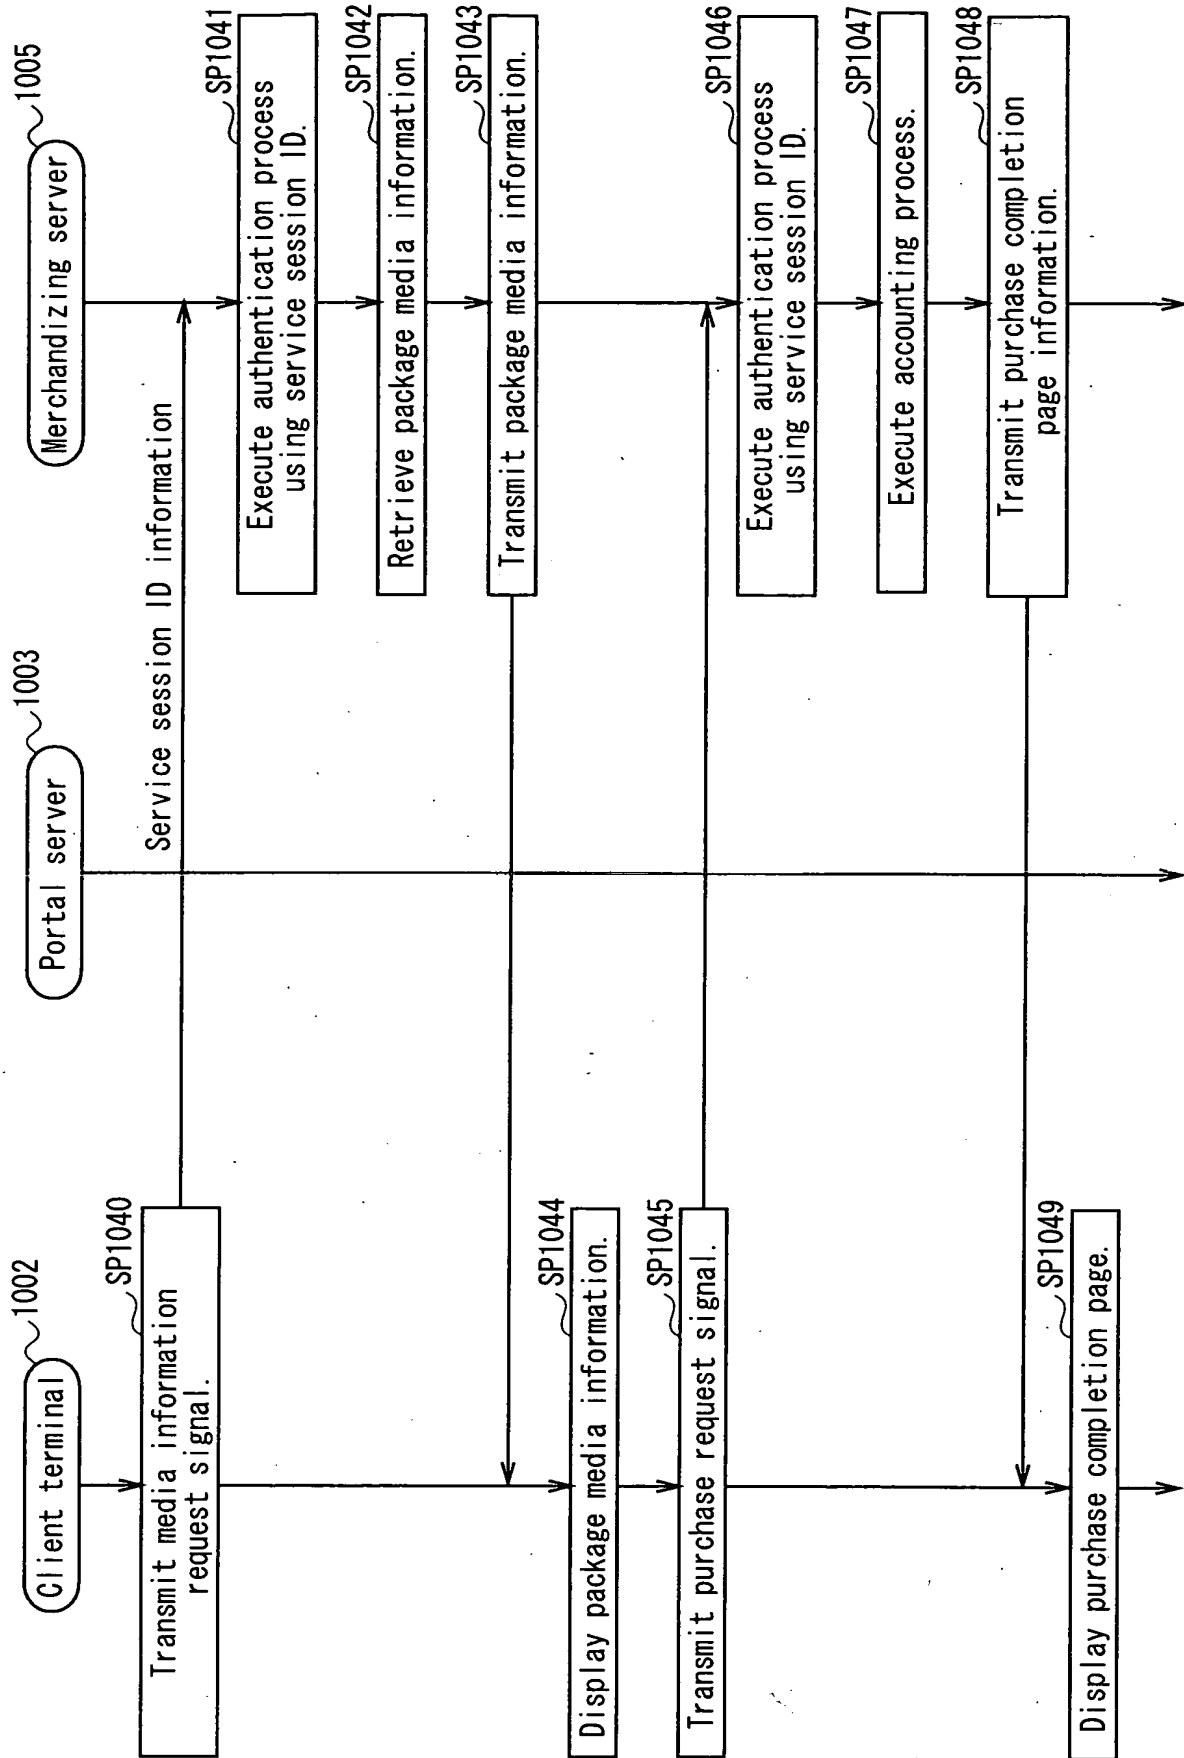 Client terminal
1002
Portal server
1003
Merchandizing server
1005
SP1040
Transmit media information
request signal.
Service session ID information
SP1041
Execute authentication process
using service session ID.
SP1042
Retrieve package media information.
SP1043
Transmit package media information.
SP1044
Display package media information.
SP1045
Transmit purchase request signal.
SP1046
Execute authentication process
using service session ID.
SP1047
Execute accounting process.
SP1048
Transmit purchase completion
page information.
SP1049
Display purchase completion page.